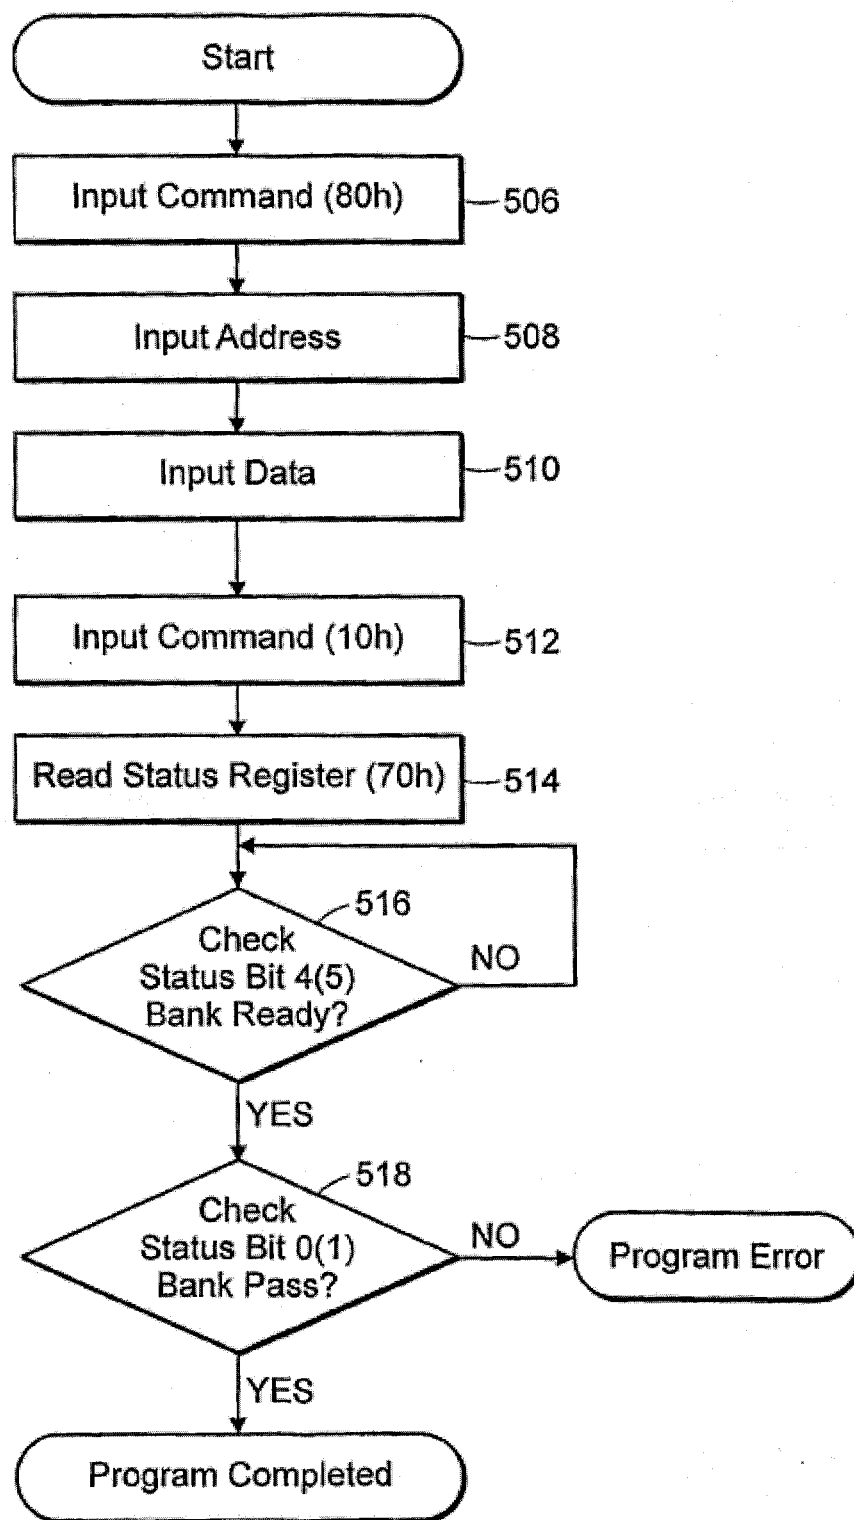 Start
Input Command (80h)
506
Input Address
508
Input Data
510
Input Command (10h)
512
Read Status Register (70h)
514
516
Check
Status Bit 4(5)
Bank Ready?
NO
YES
518
Check
Status Bit 0(1)
Bank Pass?
NO
Program Error
YES
Program Completed